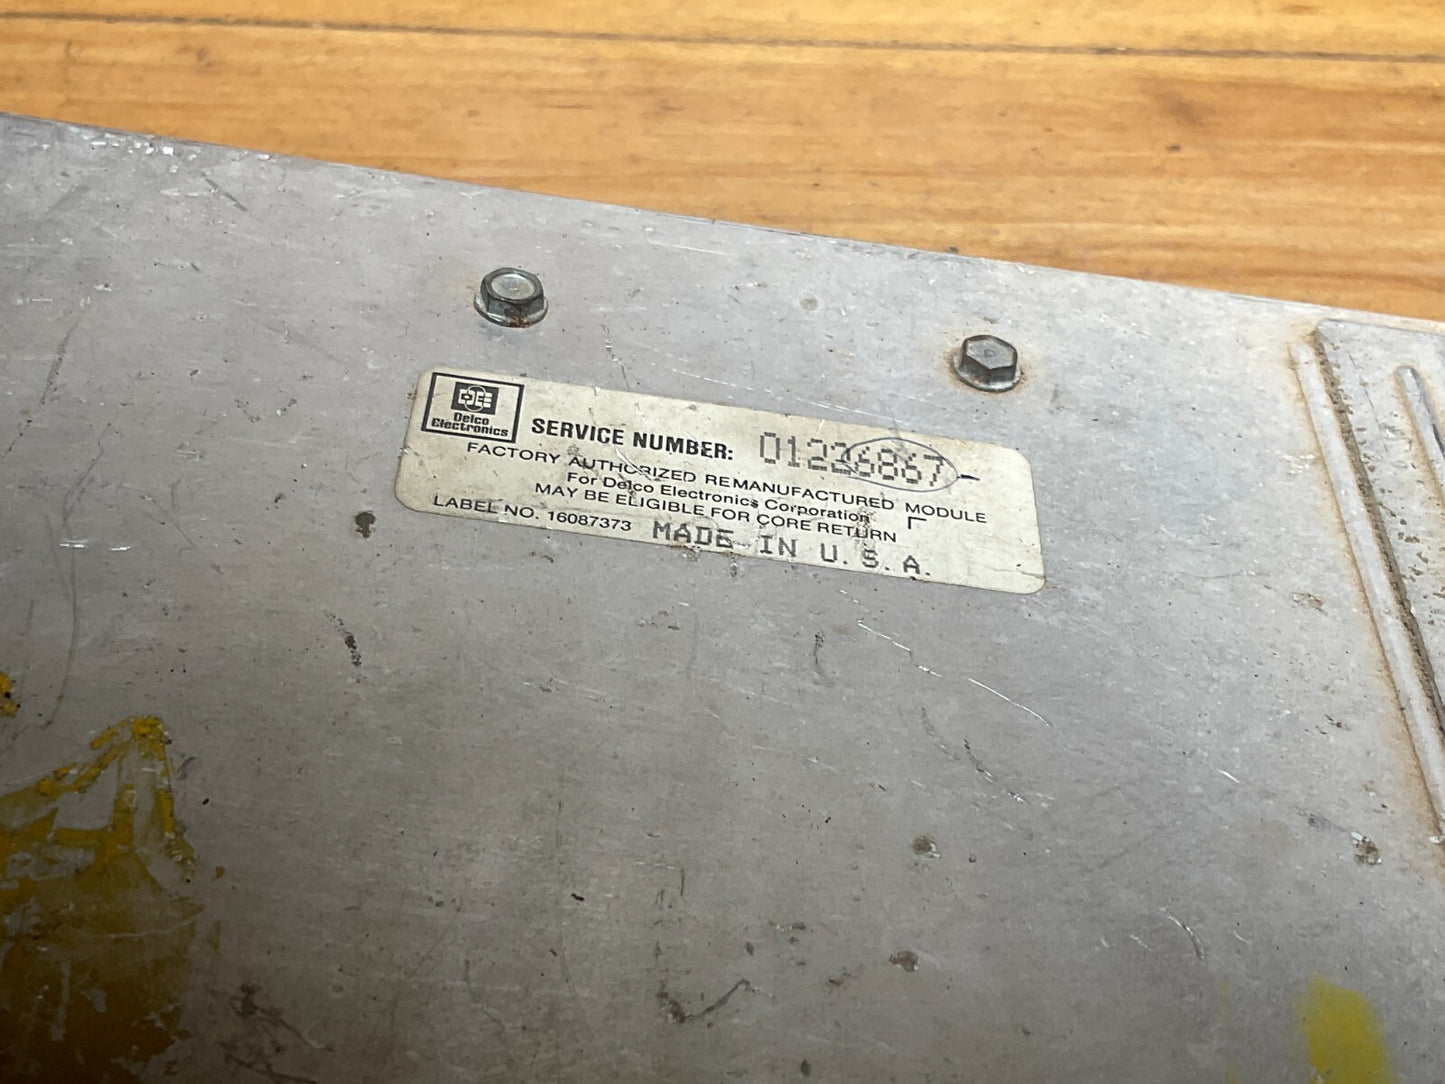 DE
Delco
Electronics
SERVICE NUMBER: 01226867-
FACTORY AUTHORIZED REMANUFACTURED MODULE
For Delco Electronics Corporation
MAY BE ELIGIBLE FOR CORE RETURN
LABEL NO. 16087373 MADE IN U.S.A.